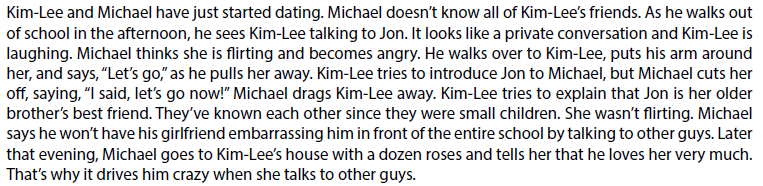 Kim-Lee and Michael have just started dating. Michael doesn’t know all of Kim-Lee’s friends. As he walks out
of school in the afternoon, he sees Kim-Lee talking to Jon. It looks like a private conversation and Kim-Lee is
laughing. Michael thinks she is flirting and becomes angry. He walks over to Kim-Lee, puts his arm around
her, and says, “Let’s go,” as he pulls her away. Kim-Lee tries to introduce Jon to Michael, but Michael cuts her
off, saying, “I said, let’s go now!” Michael drags Kim-Lee away. Kim-Lee tries to explain that Jon is her older
brother’s best friend. They’ve known each other since they were small children. She wasn’t flirting. Michael
says he won’t have his girlfriend embarrassing him in front of the entire school by talking to other guys. Later
that evening, Michael goes to Kim-Lee’s house with a dozen roses and tells her that he loves her very much.
That’s why it drives him crazy when she talks to other guys.